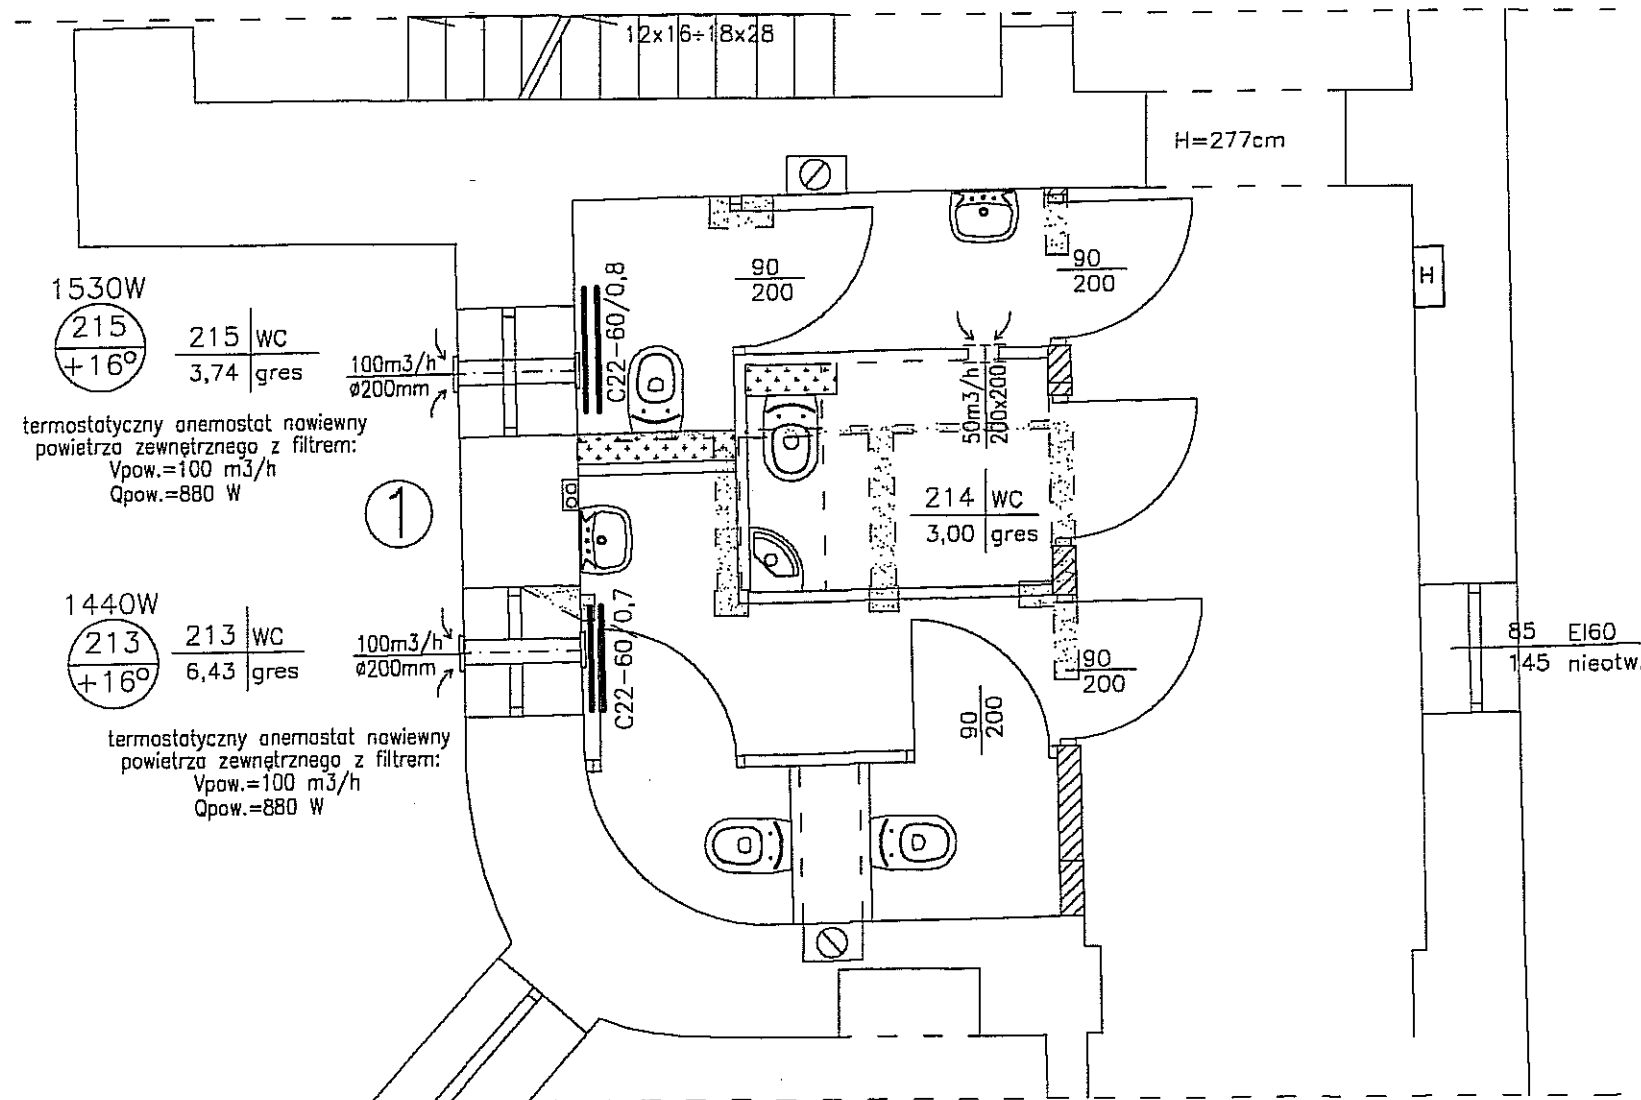 12x16÷18x28
H=277cm
H
90
200
90
200
1530W
215
+16°
215 WC
3,74 gres
100m3/h
ø200mm
C22-60/0,8
termostatyczny anemostat nawiewny
powietrza zewnętrznego z filtrem:
Vpow.=100 m3/h
Qpow.=880 W
1
50m3/h
200x200
214 WC
3,00 gres
1440W
213
+16°
213 WC
6,43 gres
100m3/h
ø200mm
C22-60/0,7
90
200
90
200
85 EI60
145 nieotw.
termostatyczny anemostat nawiewny
powietrza zewnętrznego z filtrem:
Vpow.=100 m3/h
Qpow.=880 W